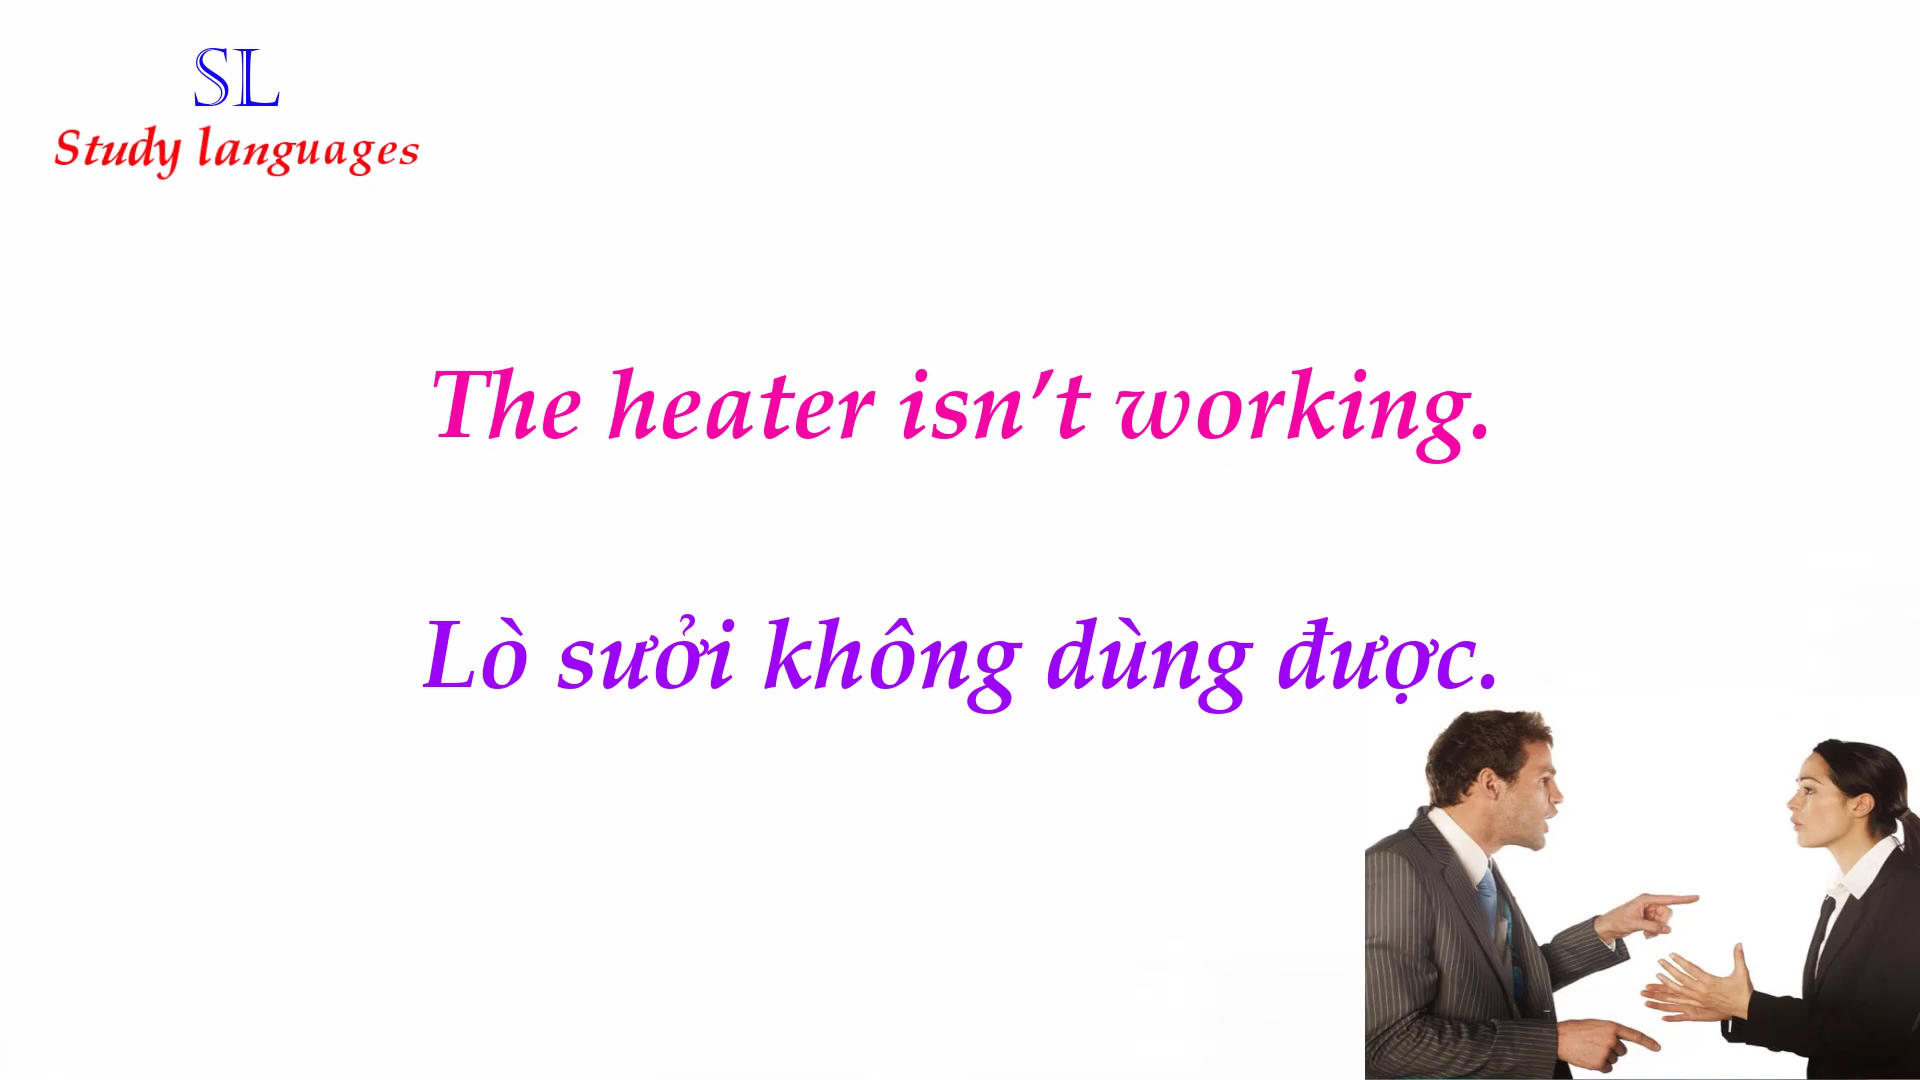 SL
Study languages
The heater isn’t working.
Lò sưởi không dùng được.